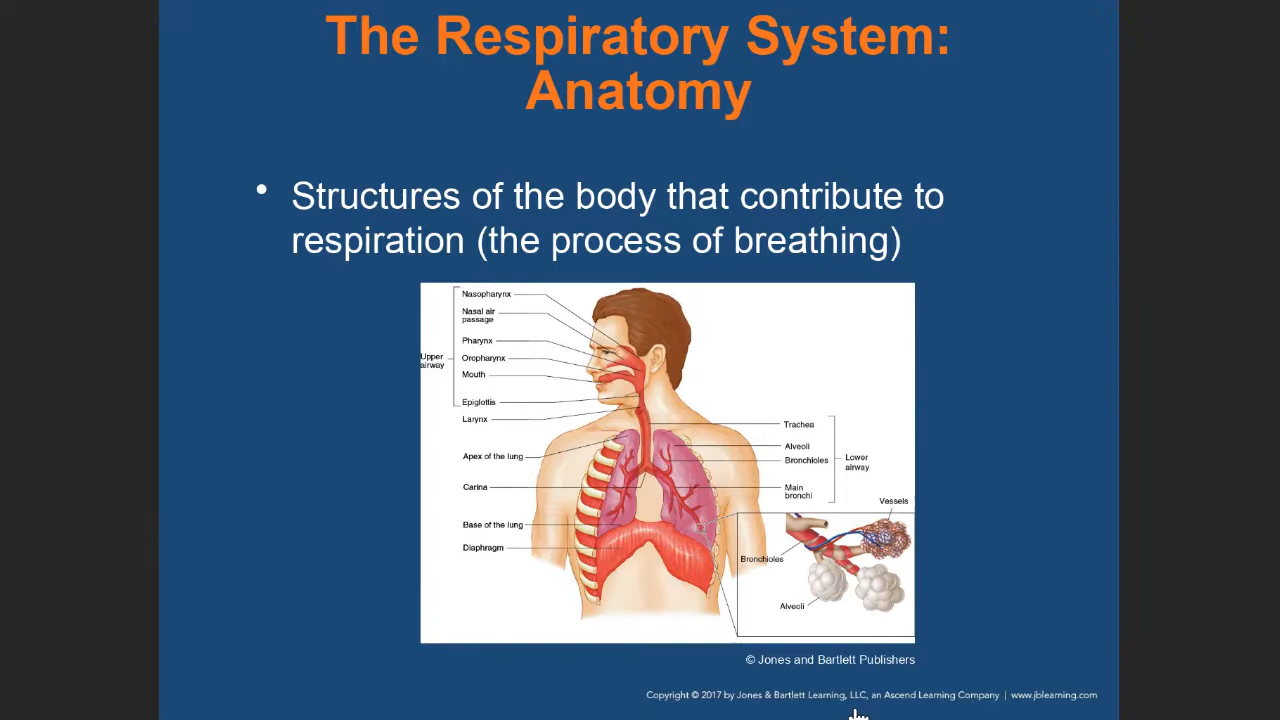 The Respiratory System:
Anatomy
• Structures of the body that contribute to
respiration (the process of breathing)
Nasopharynx
Nasal air
passage
Pharynx
Upper
airway
Oropharynx
Mouth
Epiglottis
Larynx
Apex of the lung
Carina
Base of the lung
Diaphragm
Trachea
Alveoli
Bronchioles
Lower
airway
Main
bronchi
Vessels
Bronchioles
Alveoli
© Jones and Bartlett Publishers
Copyright © 2017 by Jones & Bartlett Learning, LLC, an Ascend Learning Company | www.jblearning.com